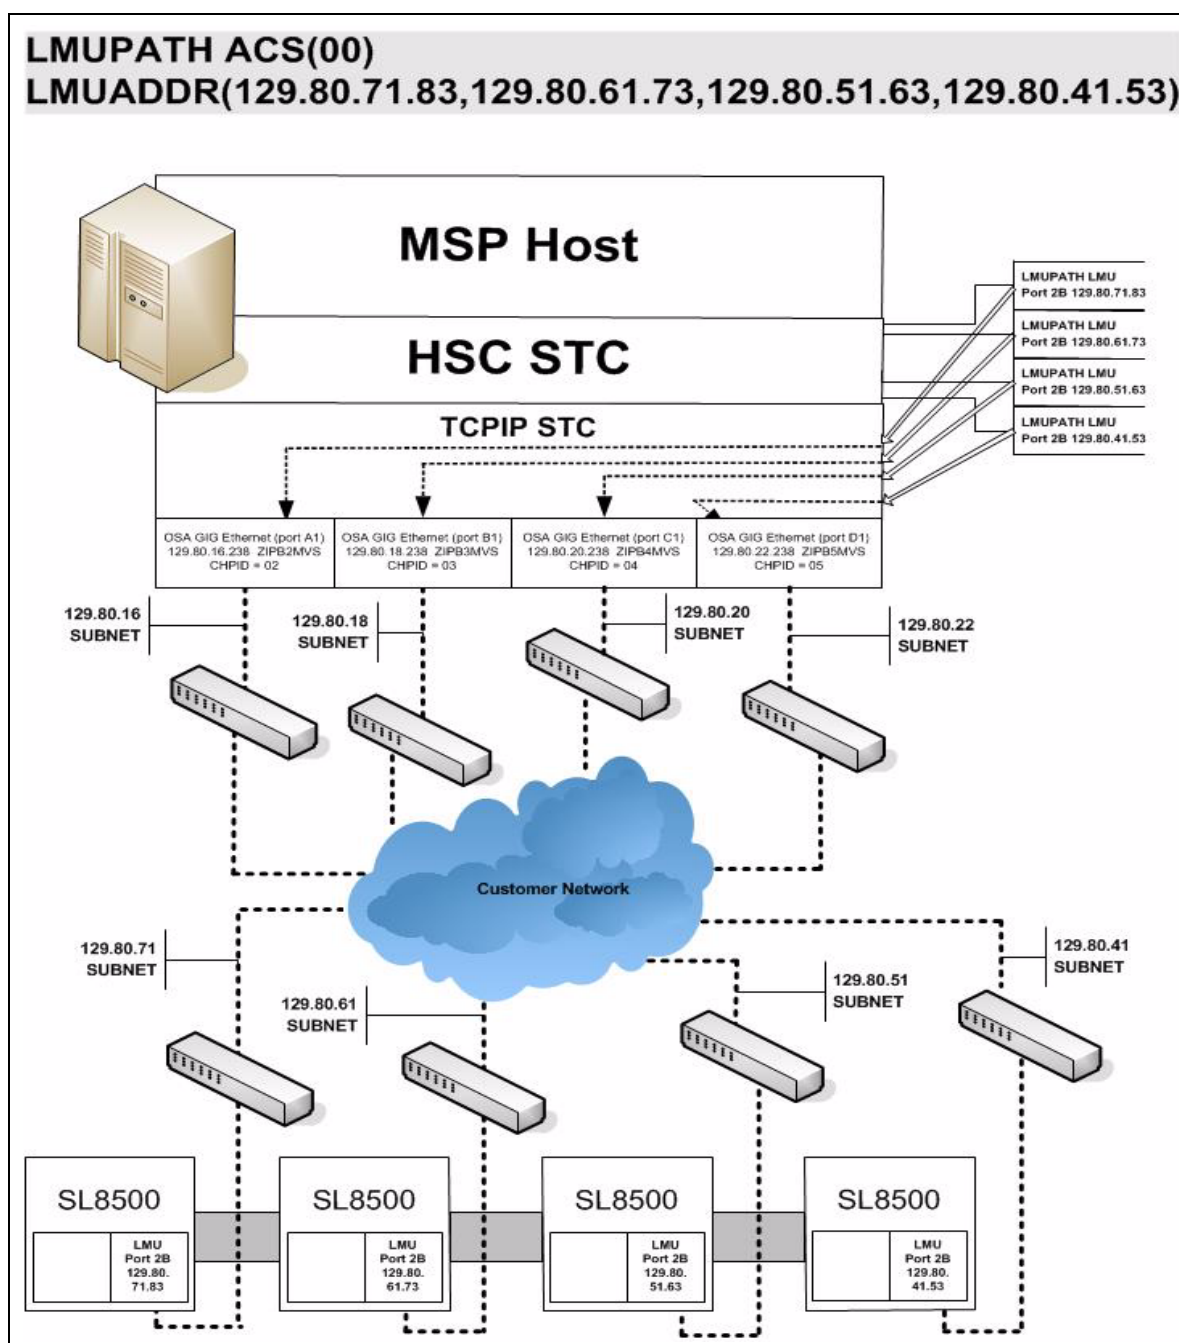 LMUPATH ACS(00)
LMUADDR(129.80.71.83,129.80.61.73,129.80.51.63,129.80.41.53)
MSP Host
HSC STC
TCPIP STC
LMUPATH LMU
Port 2B 129.80.71.83
LMUPATH LMU
Port 2B 129.80.61.73
LMUPATH LMU
Port 2B 129.80.51.63
LMUPATH LMU
Port 2B 129.80.41.53
OSA GIG Ethernet (port A1)
129.80.16.238 ZIPB2MVS
CHPID = 02
OSA GIG Ethernet (port B1)
129.80.18.238 ZIPB3MVS
CHPID = 03
OSA GIG Ethernet (port C1)
129.80.20.238 ZIPB4MVS
CHPID = 04
OSA GIG Ethernet (port D1)
129.80.22.238 ZIPB5MVS
CHPID = 05
129.80.16
SUBNET
129.80.18
SUBNET
129.80.20
SUBNET
129.80.22
SUBNET
Customer Network
129.80.71
SUBNET
129.80.61
SUBNET
129.80.51
SUBNET
129.80.41
SUBNET
SL8500
LMU
Port 2B
129.80.
71.83
SL8500
LMU
Port 2B
129.80.
61.73
SL8500
LMU
Port 2B
129.80.
51.63
SL8500
LMU
Port 2B
129.80.
41.53